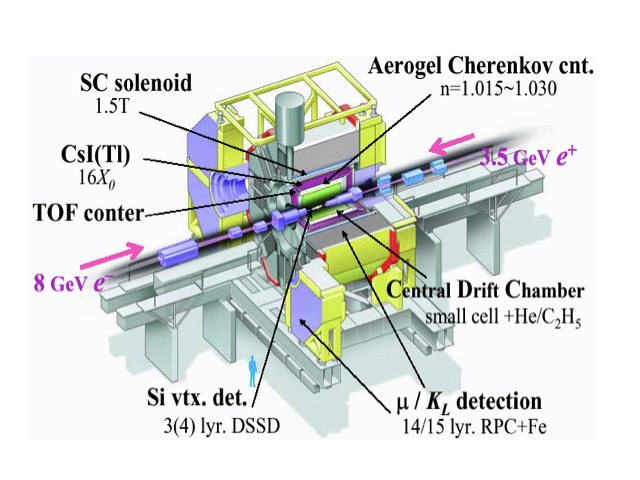 SC solenoid
1.5T
Aerogel Cherenkov cnt.
n=1.015~1.030
CsI(Tl)
16X₀
TOF conter
3.5 GeV e⁺
8 GeV e⁻
Central Drift Chamber
small cell +He/C₂H₅
Si vtx. det.
3(4) lyr. DSSD
μ / K_L detection
14/15 lyr. RPC+Fe